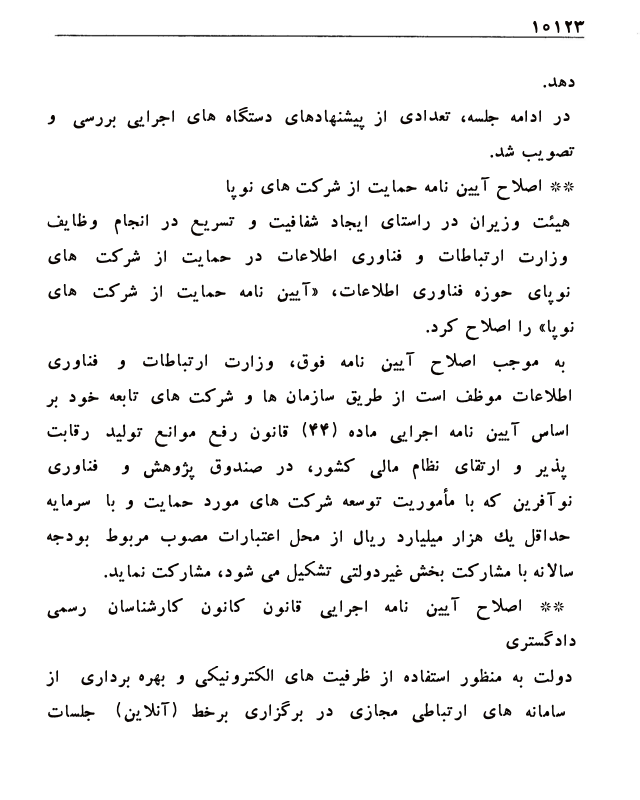 ۱۰۱۲۳
دهد.
در ادامه جلسه، تعدادی از پیشنهادهای دستگاه های اجرایی بررسی و
تصویب شد.
** اصلاح آیین نامه حمایت از شرکت های نوپا
هیئت وزیران در راستای ایجاد شفافیت و تسریع در انجام وظایف
وزارت ارتباطات و فناوری اطلاعات در حمایت از شرکت های
نوپای حوزه فناوری اطلاعات، «آیین نامه حمایت از شرکت های
نوپا» را اصلاح کرد.
به موجب اصلاح آیین نامه فوق، وزارت ارتباطات و فناوری
اطلاعات موظف است از طریق سازمان ها و شرکت های تابعه خود بر
اساس آیین نامه اجرایی ماده (۴۴) قانون رفع موانع تولید رقابت
پذیر و ارتقای نظام مالی کشور، در صندوق پژوهش و فناوری
نوآفرین که با مأموریت توسعه شرکت های مورد حمایت و با سرمایه
حداقل یك هزار میلیارد ریال از محل اعتبارات مصوب مربوط بودجه
سالانه با مشارکت بخش غیردولتی تشکیل می شود، مشارکت نماید.
** اصلاح آیین نامه اجرایی قانون کانون کارشناسان رسمی
دادگستری
دولت به منظور استفاده از ظرفیت های الکترونیکی و بهره برداری از
سامانه های ارتباطی مجازی در برگزاری برخط (آنلاین) جلسات